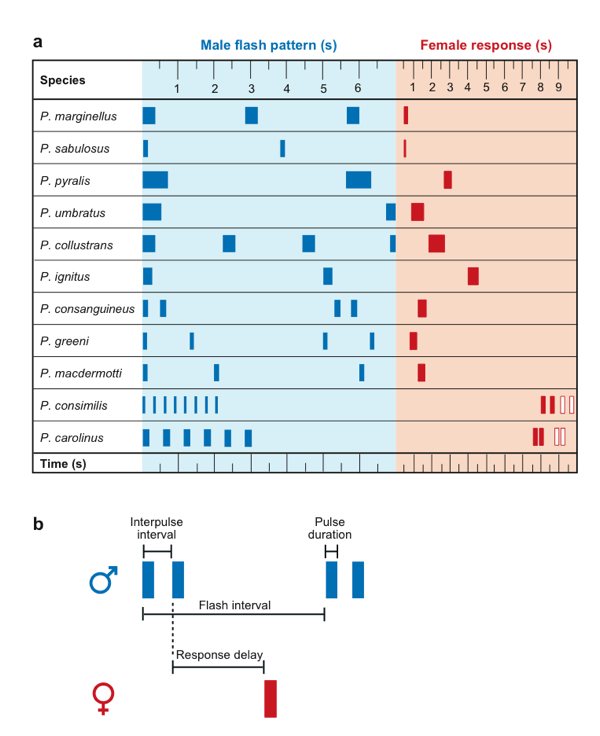 a
Male flash pattern (s) Female response (s)
Species
1 2 3 4 5 6 1 2 3 4 5 6 7 8 9
P. marginellus
P. sabulosus
P. pyralis
P. umbratus
P. collustrans
P. ignitus
P. consanguineus
P. greeni
P. macdermotti
P. consimilis
P. carolinus
Time (s)
b
Interpulse
interval
Pulse
duration
Flash interval
Response delay